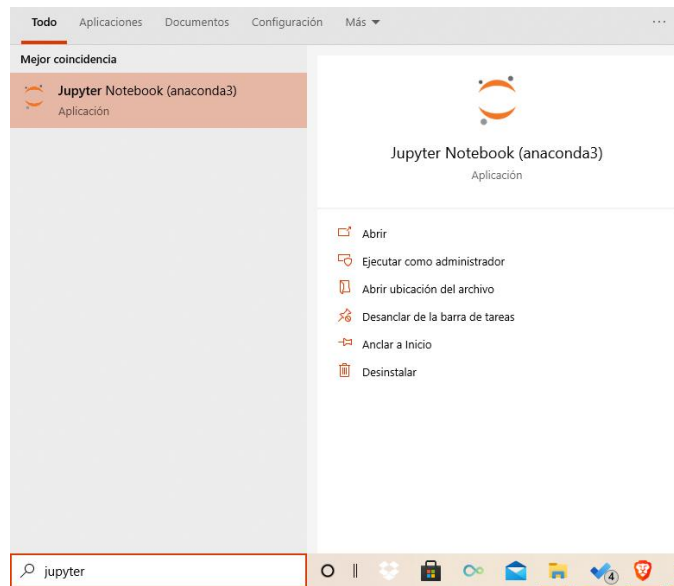 Todo Aplicaciones Documentos Configuración Más
Mejor coincidencia
Jupyter Notebook (anaconda3)
Aplicación
Jupyter Notebook (anaconda3)
Aplicación
Abrir
Ejecutar como administrador
Abrir ubicación del archivo
Desanclar de la barra de tareas
Anclar a Inicio
Desinstalar
jupyter
4